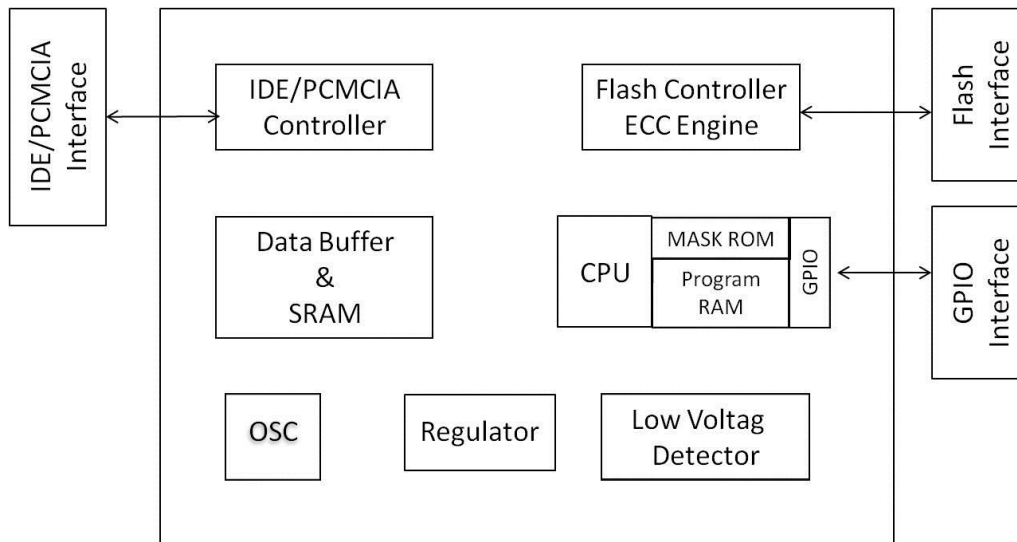 IDE/PCMCIA
Interface
IDE/PCMCIA
Controller
Flash Controller
ECC Engine
Flash
Interface
Data Buffer
&
SRAM
CPU
MASK ROM
Program
RAM
GPIO
GPIO
Interface
OSC
Regulator
Low Voltag
Detector